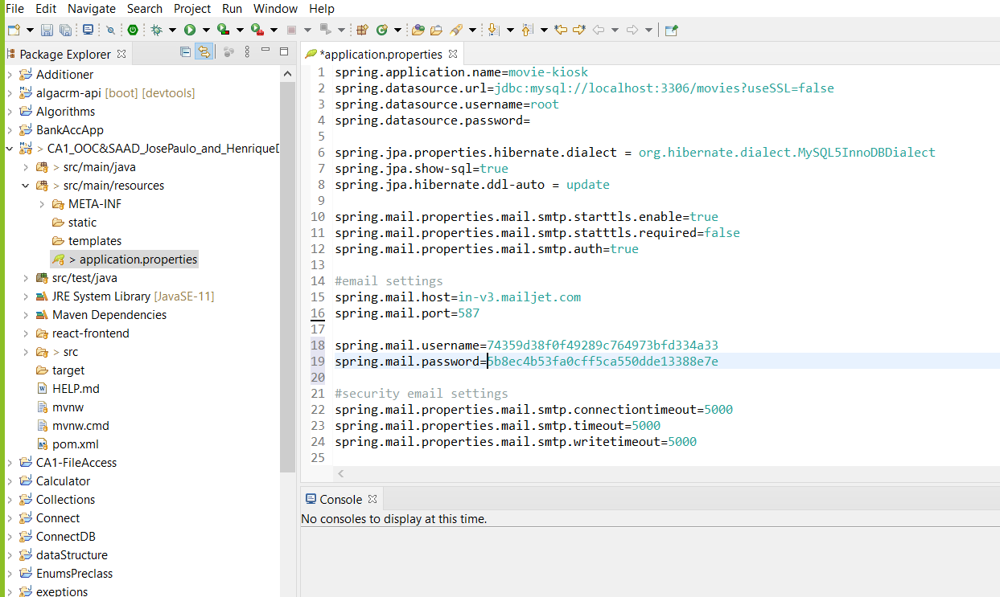 File Edit Navigate Search Project Run Window Help
Package Explorer
Additioner
algacrm-api [boot] [devtools]
Algorithms
BankAccApp
> CA1_OOC&SAAD_JosePaulo_and_HenriqueD
> src/main/java
> src/main/resources
META-INF
static
templates
> application.properties
src/test/java
JRE System Library [JavaSE-11]
Maven Dependencies
react-frontend
> src
target
HELP.md
mvnw
mvnw.cmd
pom.xml
CA1-FileAccess
Calculator
Collections
Connect
ConnectDB
dataStructure
EnumsPreclass
exeptions
*application.properties
1 spring.application.name=movie-kiosk
2 spring.datasource.url=jdbc:mysql://localhost:3306/movies?useSSL=false
3 spring.datasource.username=root
4 spring.datasource.password=
5
6 spring.jpa.properties.hibernate.dialect = org.hibernate.dialect.MySQL5InnoDBDialect
7 spring.jpa.show-sql=true
8 spring.jpa.hibernate.ddl-auto = update
9
10 spring.mail.properties.mail.smtp.starttls.enable=true
11 spring.mail.properties.mail.smtp.statttls.required=false
12 spring.mail.properties.mail.smtp.auth=true
13
14 #email settings
15 spring.mail.host=in-v3.mailjet.com
16 spring.mail.port=587
17
18 spring.mail.username=74359d38f0f49289c764973bfd334a33
19 spring.mail.password=5b8ec4b53fa0cff5ca550dde13388e7e
20
21 #security email settings
22 spring.mail.properties.mail.smtp.connectiontimeout=5000
23 spring.mail.properties.mail.smtp.timeout=5000
24 spring.mail.properties.mail.smtp.writetimeout=5000
25
Console
No consoles to display at this time.